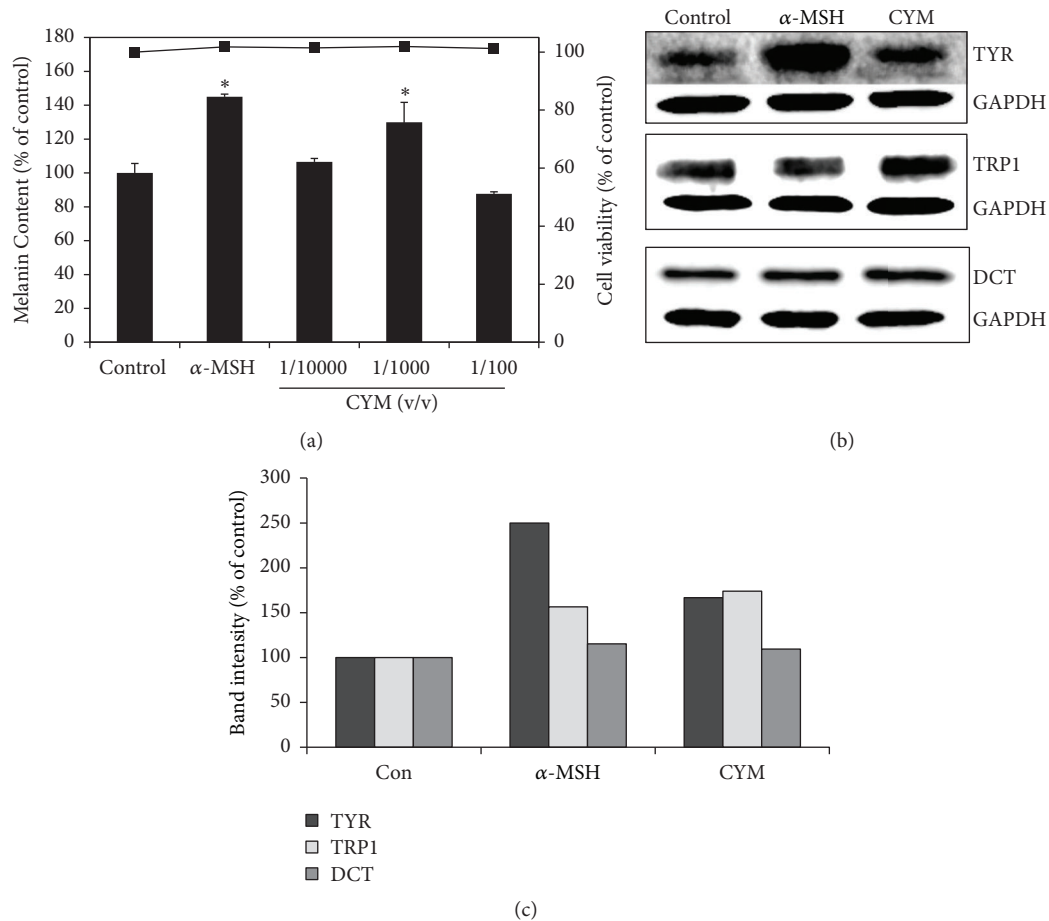 Melanin Content (% of control)
180
160
140
120
100
80
60
40
20
0
*
*
100
80
60
40
20
0
Cell viability (% of control)
Control α-MSH 1/10000 1/1000 1/100
CYM (v/v)
(a)
Control α-MSH CYM
TYR
GAPDH
TRP1
GAPDH
DCT
GAPDH
(b)
Band intensity (% of control)
300
250
200
150
100
50
0
Con α-MSH CYM
TYR
TRP1
DCT
(c)